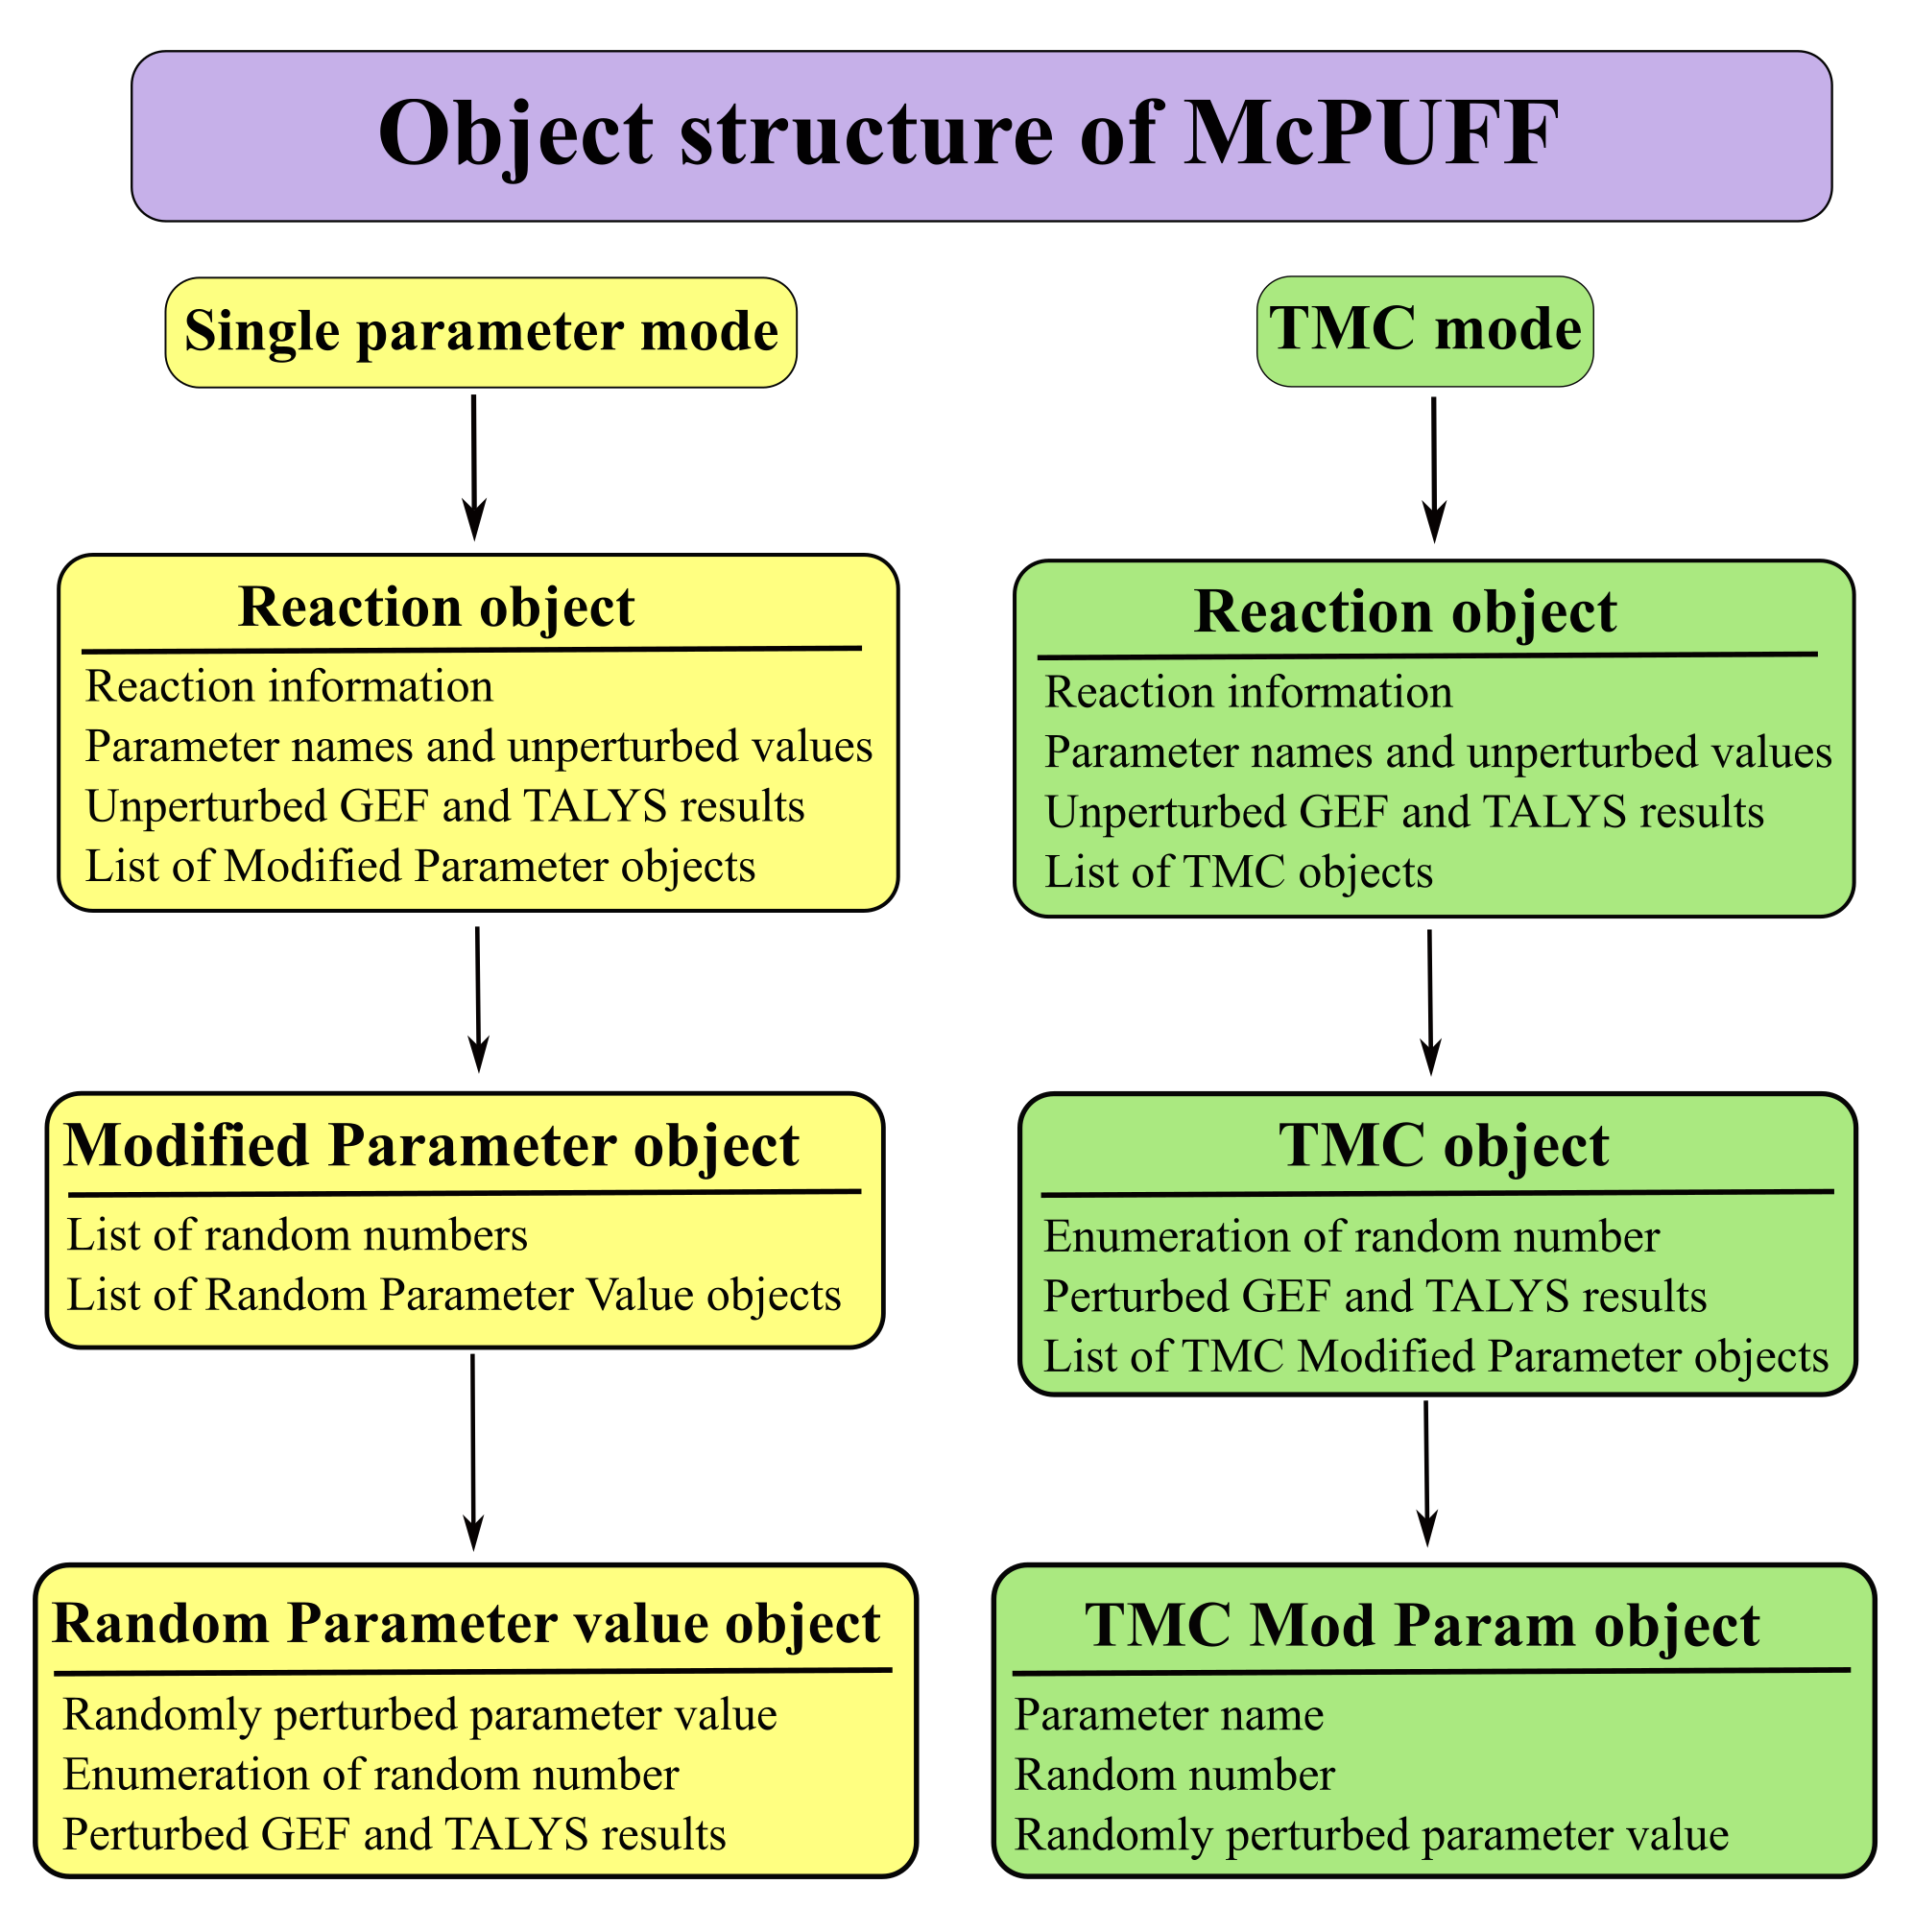 Object structure of McPUFF
Single parameter mode
Reaction object
Reaction information
Parameter names and unperturbed values
Unperturbed GEF and TALYS results
List of Modified Parameter objects
Modified Parameter object
List of random numbers
List of Random Parameter Value objects
Random Parameter value object
Randomly perturbed parameter value
Enumeration of random number
Perturbed GEF and TALYS results
TMC mode
Reaction object
Reaction information
Parameter names and unperturbed values
Unperturbed GEF and TALYS results
List of TMC objects
TMC object
Enumeration of random number
Perturbed GEF and TALYS results
List of TMC Modified Parameter objects
TMC Mod Param object
Parameter name
Random number
Randomly perturbed parameter value